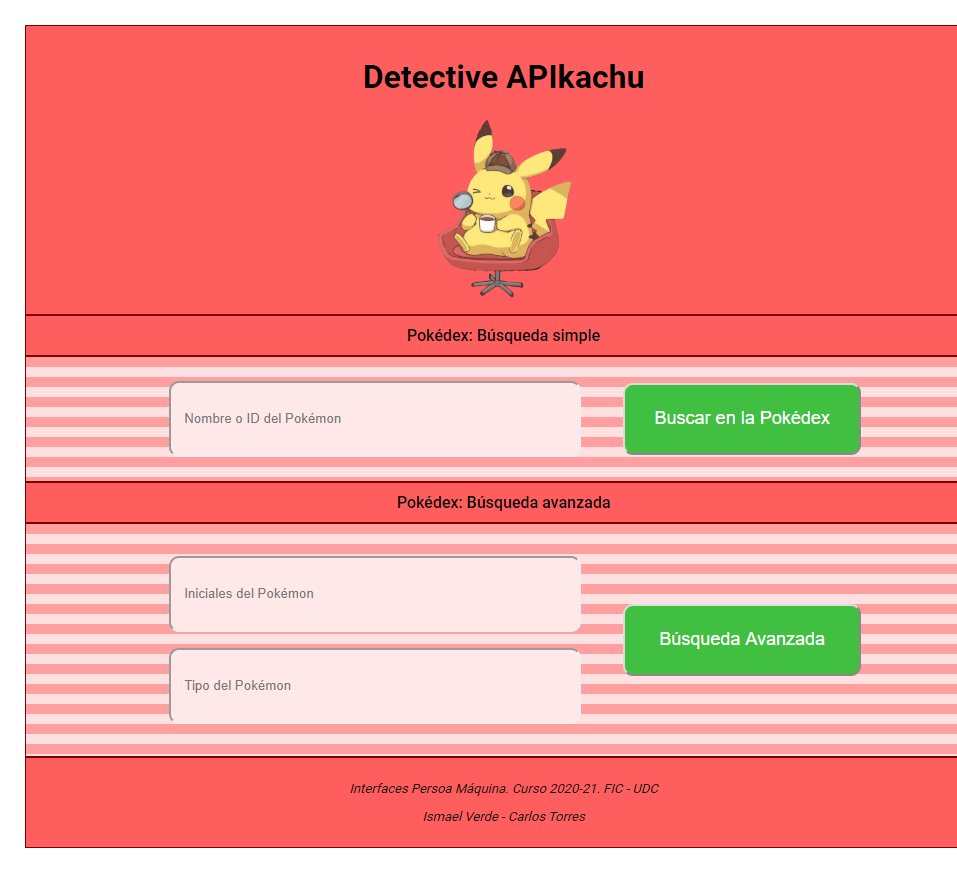 Detective APIkachu
Pokédex: Búsqueda simple
Nombre o ID del Pokémon
Buscar en la Pokédex
Pokédex: Búsqueda avanzada
Iniciales del Pokémon
Búsqueda Avanzada
Tipo del Pokémon
Interfaces Persoa Máquina. Curso 2020-21. FIC - UDC
Ismael Verde - Carlos Torres